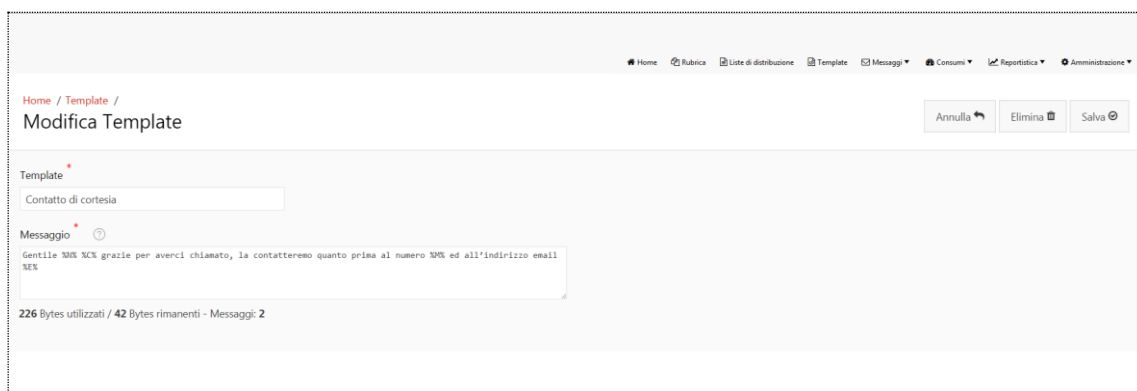 Home Rubrica Liste di distribuzione Template Messaggi Consumi Reportistica Amministrazione
Home / Template /
Modifica Template
Annulla Elimina Salva
Template *
Contatto di cortesia
Messaggio * ?
Gentile %N% %C% grazie per averci chiamato, la contatteremo quanto prima al numero %M% ed all'indirizzo email
%E%
226 Bytes utilizzati / 42 Bytes rimanenti - Messaggi: 2